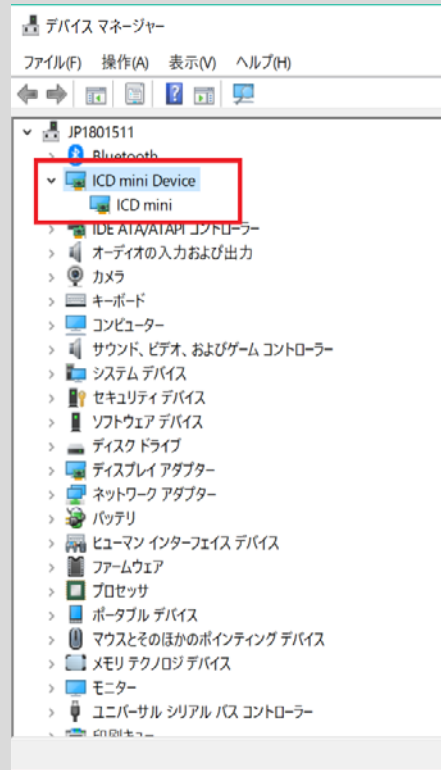 デバイス マネージャー
ファイル(F) 操作(A) 表示(V) ヘルプ(H)
JP1801511
Bluetooth
ICD mini Device
ICD mini
IDE ATA/ATAPI コントローラー
オーディオの入力および出力
カメラ
キーボード
コンピューター
サウンド、ビデオ、およびゲーム コントローラー
システム デバイス
セキュリティ デバイス
ソフトウェア デバイス
ディスク ドライブ
ディスプレイ アダプター
ネットワーク アダプター
バッテリ
ヒューマン インターフェイス デバイス
ファームウェア
プロセッサ
ポータブル デバイス
マウスとそのほかのポインティング デバイス
メモリ テクノロジ デバイス
モニター
ユニバーサル シリアル バス コントローラー
印刷キュー